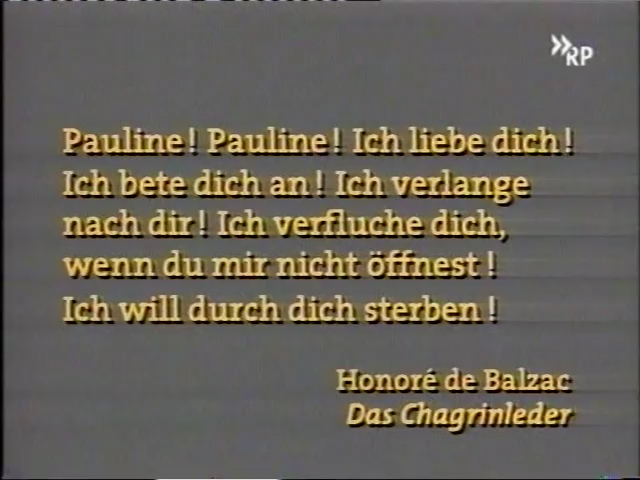 »RP
Pauline! Pauline! Ich liebe dich!
Ich bete dich an! Ich verlange
nach dir! Ich verfluche dich,
wenn du mir nicht öffnest!
Ich will durch dich sterben!
Honoré de Balzac
Das Chagrinleder